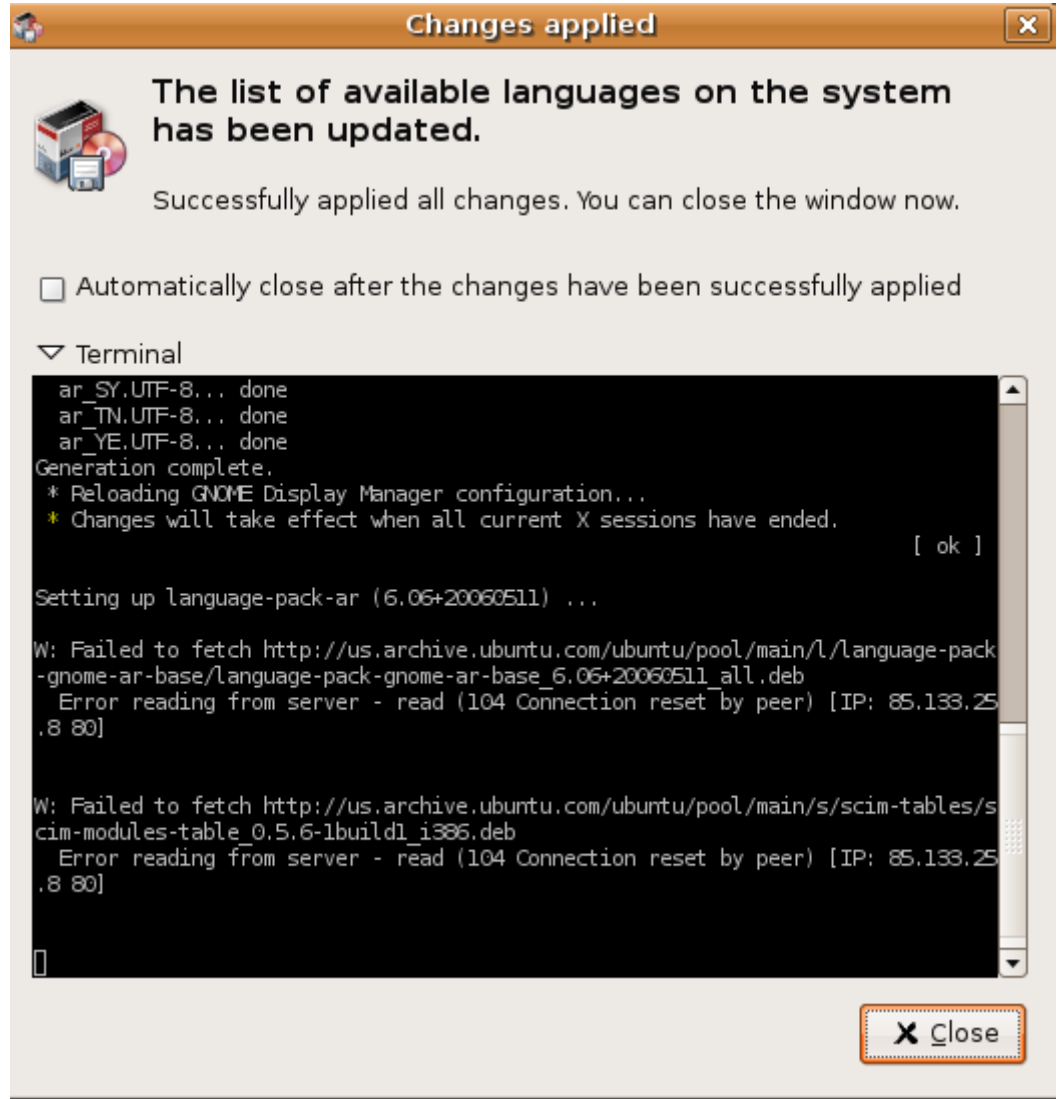 Changes applied
The list of available languages on the system
has been updated.
Successfully applied all changes. You can close the window now.
Automatically close after the changes have been successfully applied
Terminal
ar_SY.UTF-8... done
ar_TN.UTF-8... done
ar_YE.UTF-8... done
Generation complete.
* Reloading GNOME Display Manager configuration...
* Changes will take effect when all current X sessions have ended.
[ ok ]
Setting up language-pack-ar (6.06+20060511) ...
W: Failed to fetch http://us.archive.ubuntu.com/ubuntu/pool/main/l/language-pack
-gnome-ar-base/language-pack-gnome-ar-base_6.06+20060511_all.deb
Error reading from server - read (104 Connection reset by peer) [IP: 85.133.25
.8 80]
W: Failed to fetch http://us.archive.ubuntu.com/ubuntu/pool/main/s/scim-tables/s
cim-modules-table_0.5.6-1build1_i386.deb
Error reading from server - read (104 Connection reset by peer) [IP: 85.133.25
.8 80]
Close